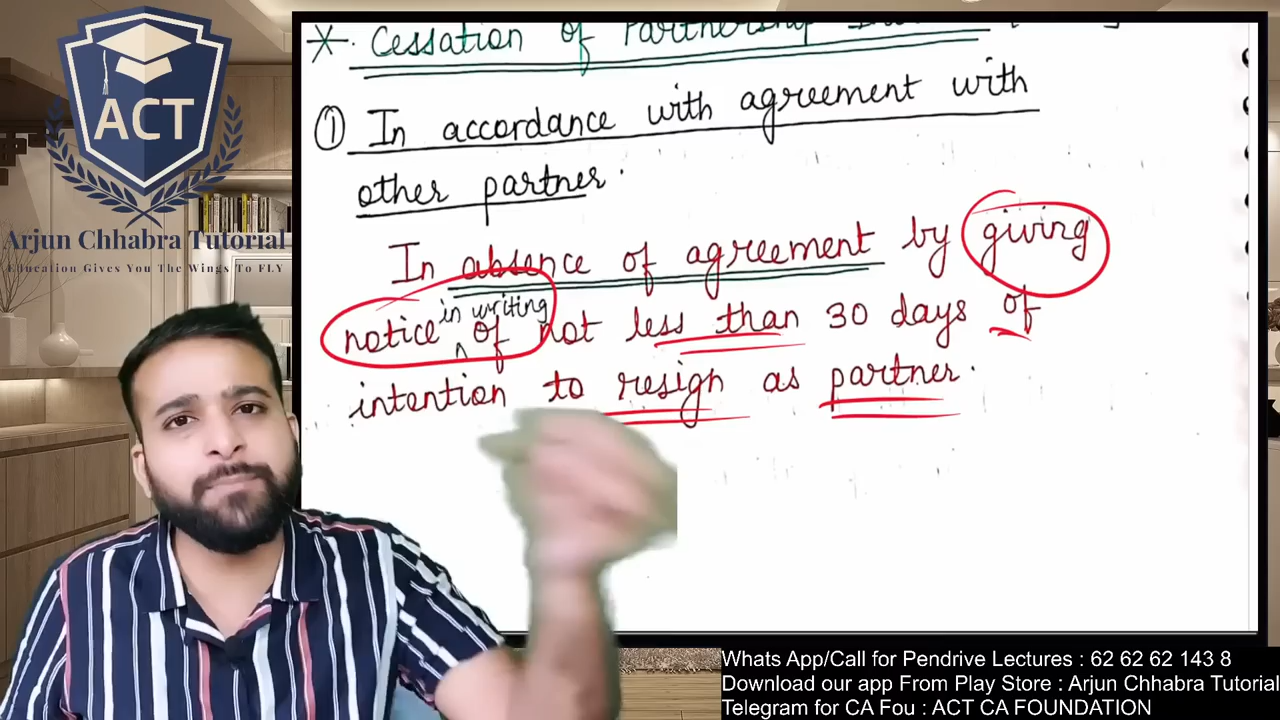 ACT
Arjun Chhabra Tutorial
Education Gives You The Wings To FLY
* Cessation of Partnership
① In accordance with agreement with
other partner.
In absence of agreement by giving
notice in writing of not less than 30 days of
intention to resign as partner.
Whats App/Call for Pendrive Lectures : 62 62 62 143 8
Download our app From Play Store : Arjun Chhabra Tutorial
Telegram for CA Fou : ACT CA FOUNDATION